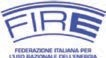 FIRE
FEDERAZIONE ITALIANA PER
L'USO RAZIONALE DELL'ENERGIA